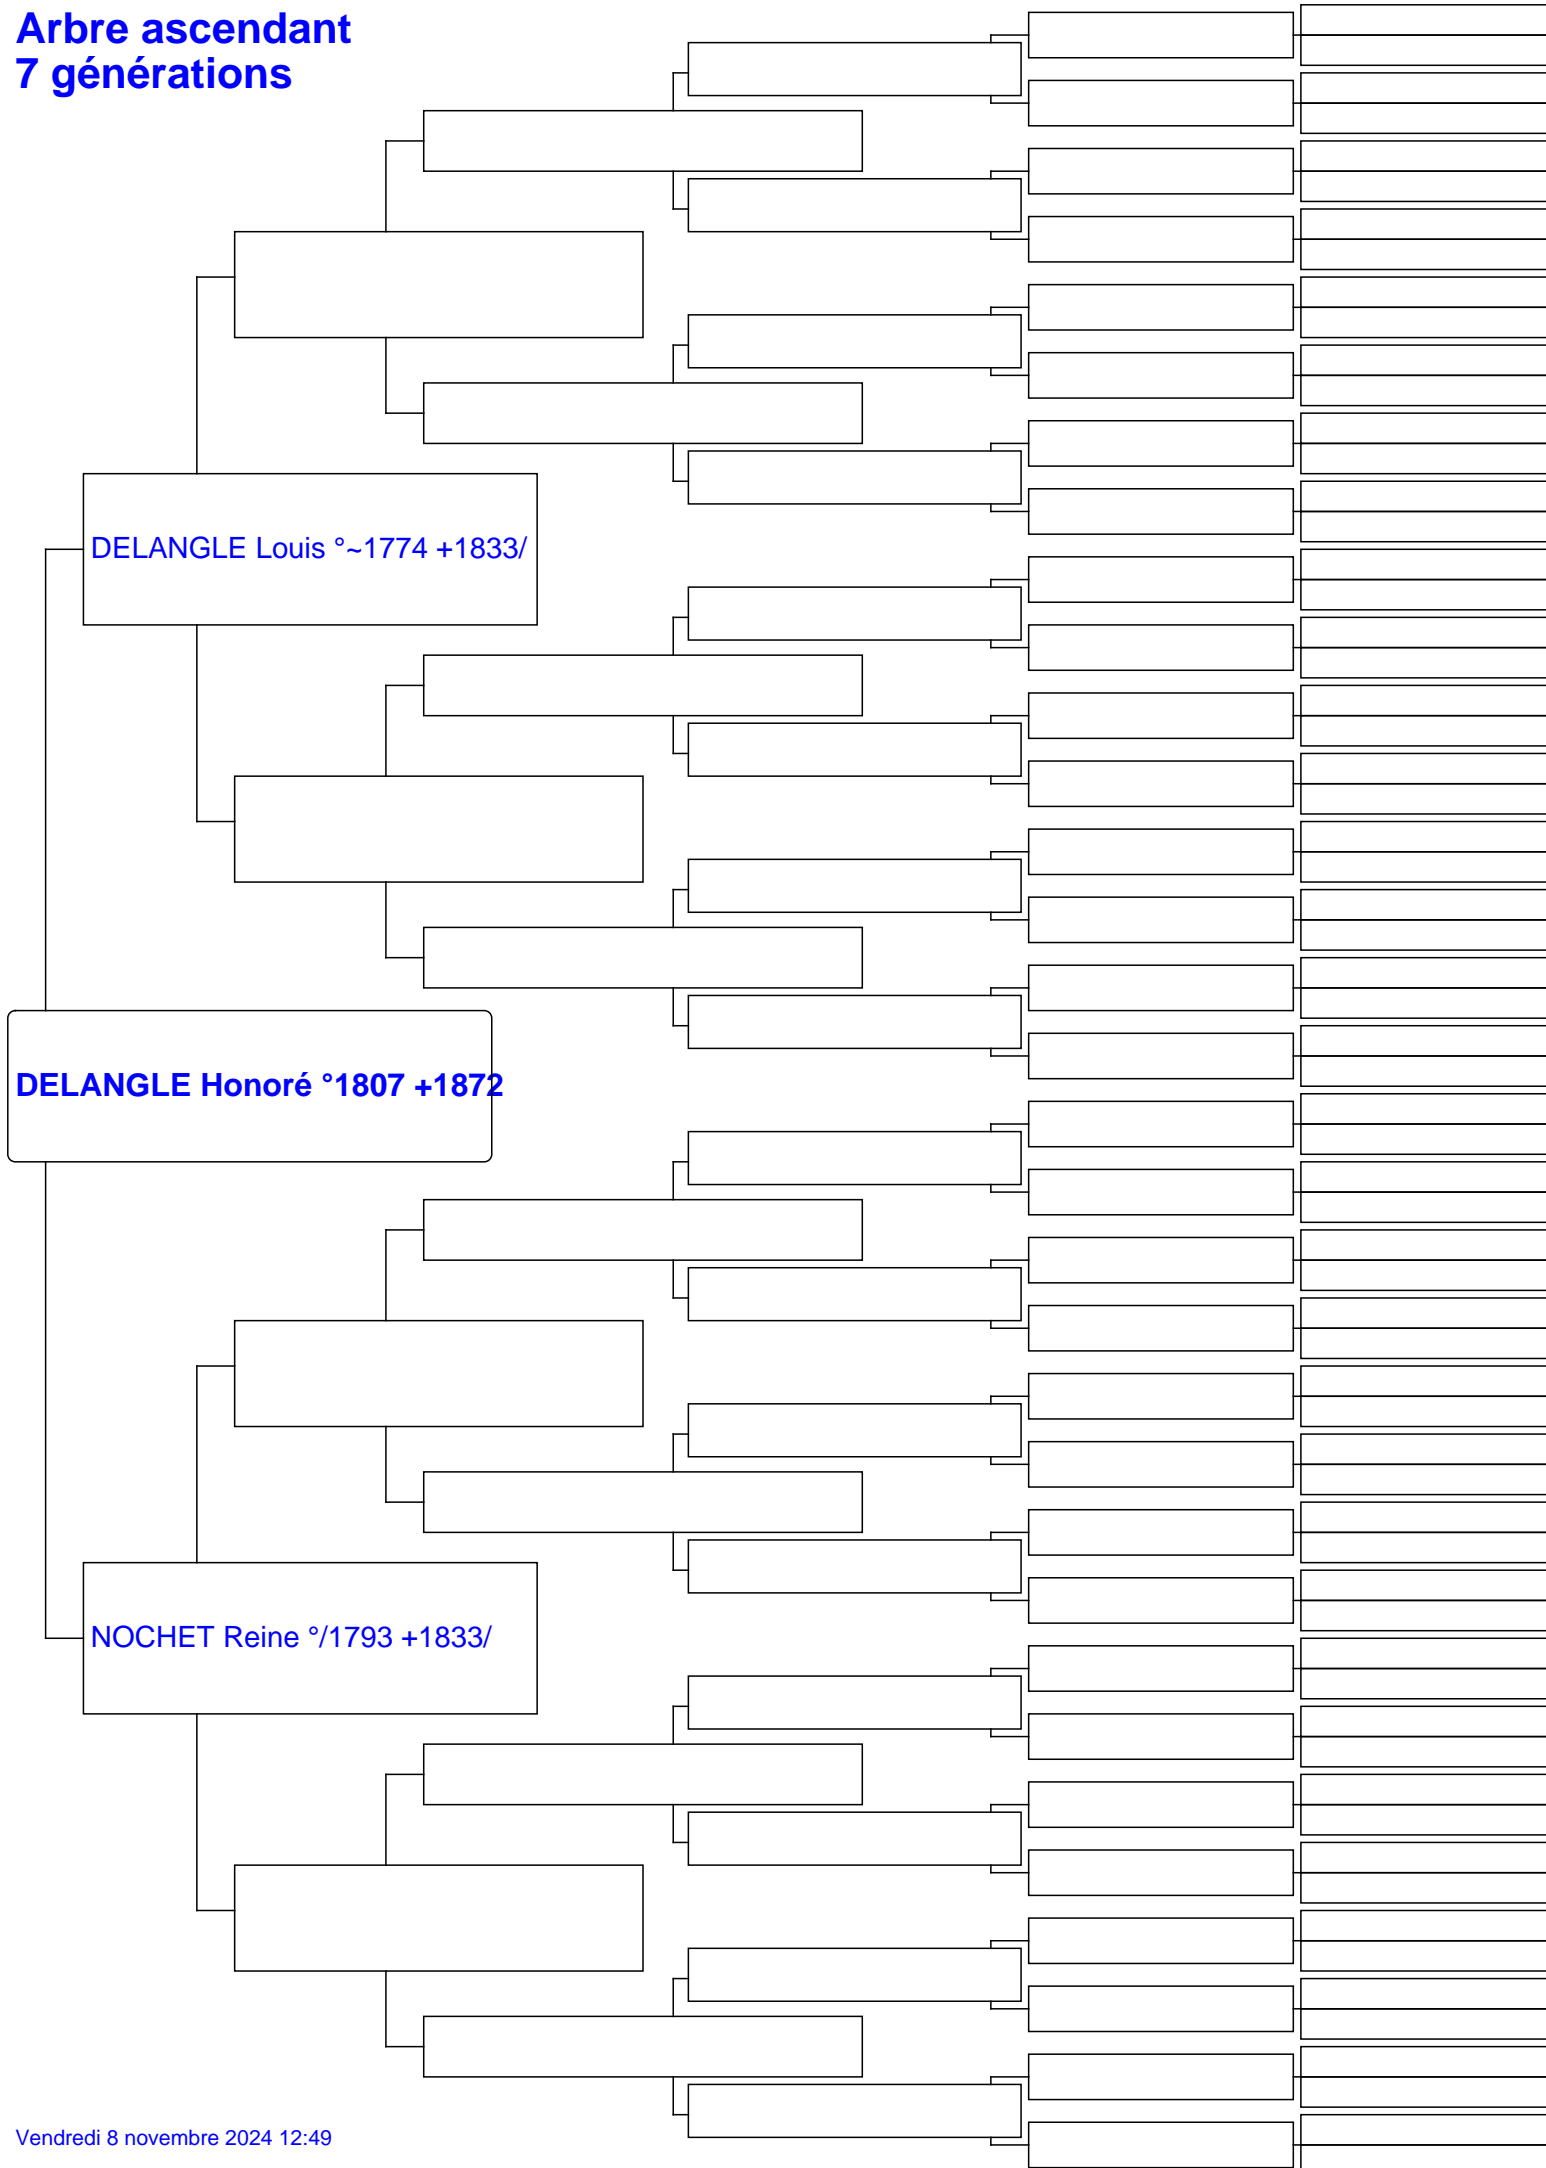 Arbre ascendant
7 générations
DELANGLE Louis °~1774 +1833/
DELANGLE Honoré °1807 +1872
NOCHET Reine °/1793 +1833/
Vendredi 8 novembre 2024 12:49